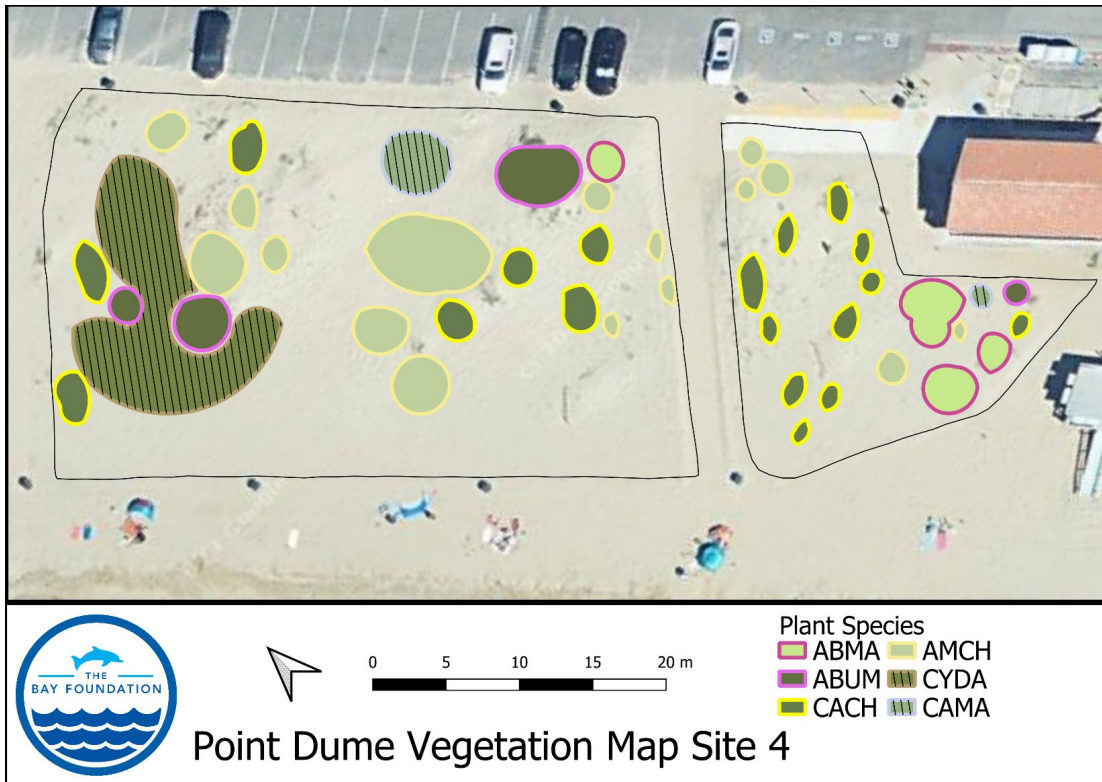 THE
BAY FOUNDATION
0 5 10 15 20 m
Point Dume Vegetation Map Site 4
Plant Species
ABMA AMCH
ABUM CYDA
CACH CAMA